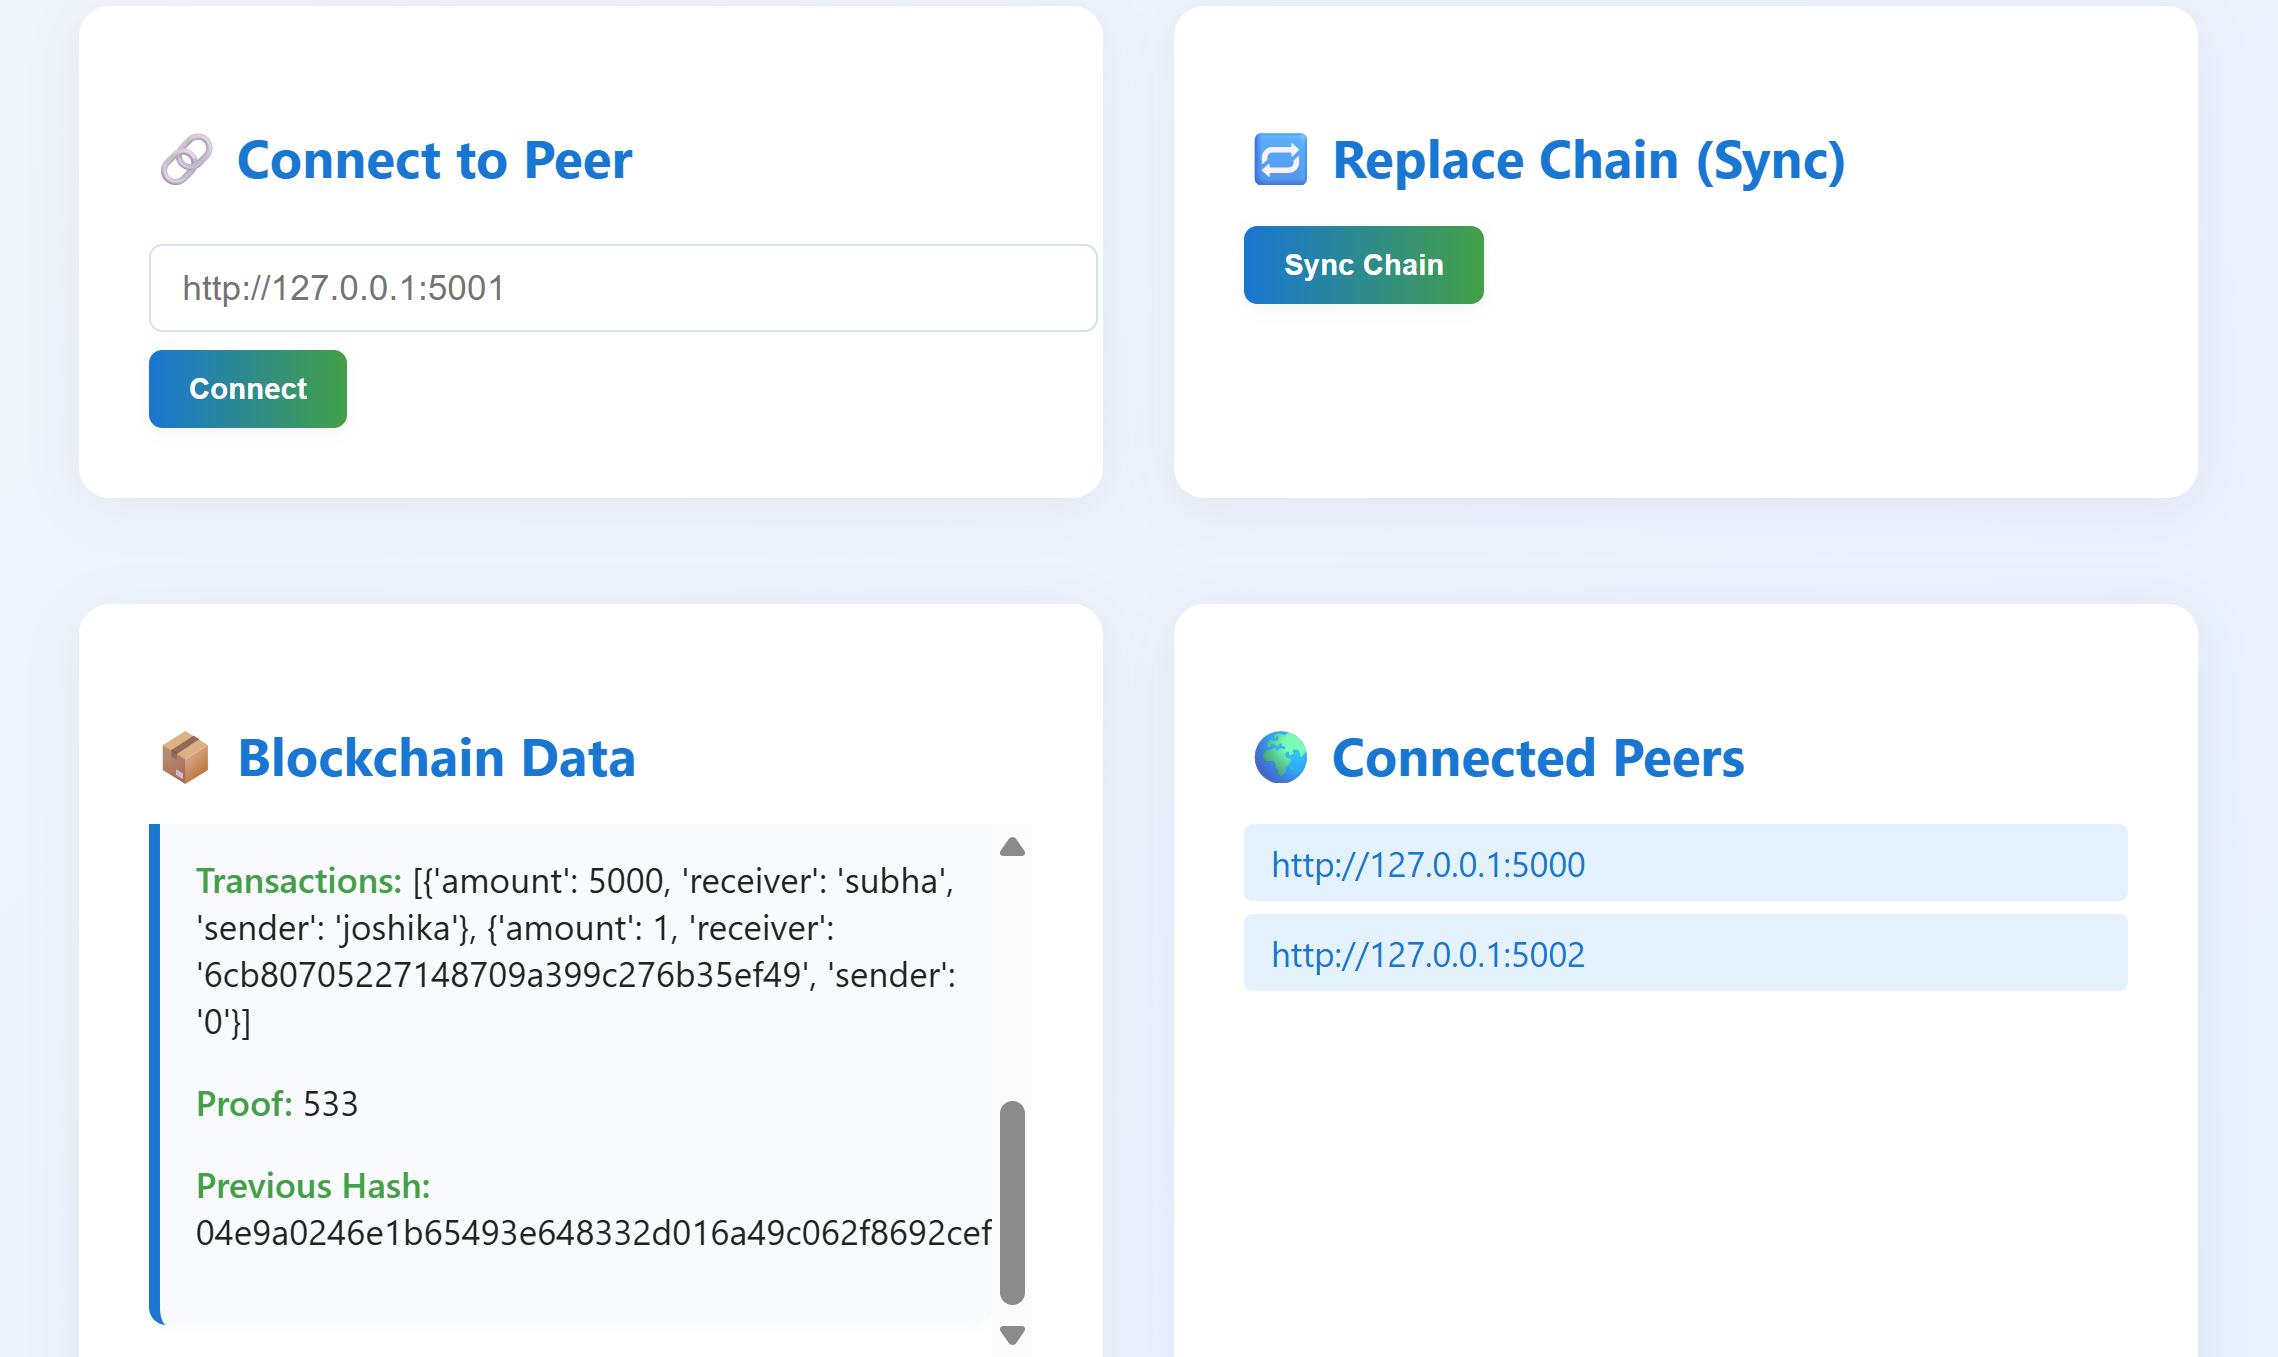 Connect to Peer
http://127.0.0.1:5001
Connect
Replace Chain (Sync)
Sync Chain
Blockchain Data
Transactions: [{'amount': 5000, 'receiver': 'subha',
'sender': 'joshika'}, {'amount': 1, 'receiver':
'6cb80705227148709a399c276b35ef49', 'sender':
'0'}]
Proof: 533
Previous Hash:
04e9a0246e1b65493e648332d016a49c062f8692cef
Connected Peers
http://127.0.0.1:5000
http://127.0.0.1:5002